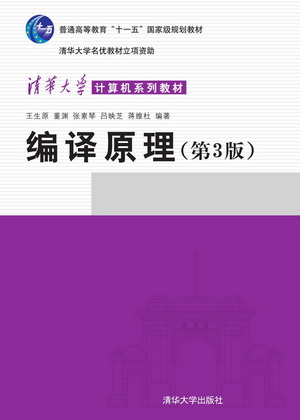 十一五
普通高等教育“十一五”国家级规划教材
清华大学名优教材立项资助
清华大学 计算机系列教材
王生原 董渊 张素琴 吕映芝 蒋维杜 编著
编译原理(第3版)
清华大学出版社